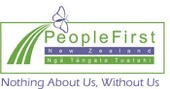 PeopleFirst
New Zealand
Ngā Tāngata Tuatahi
Nothing About Us, Without Us